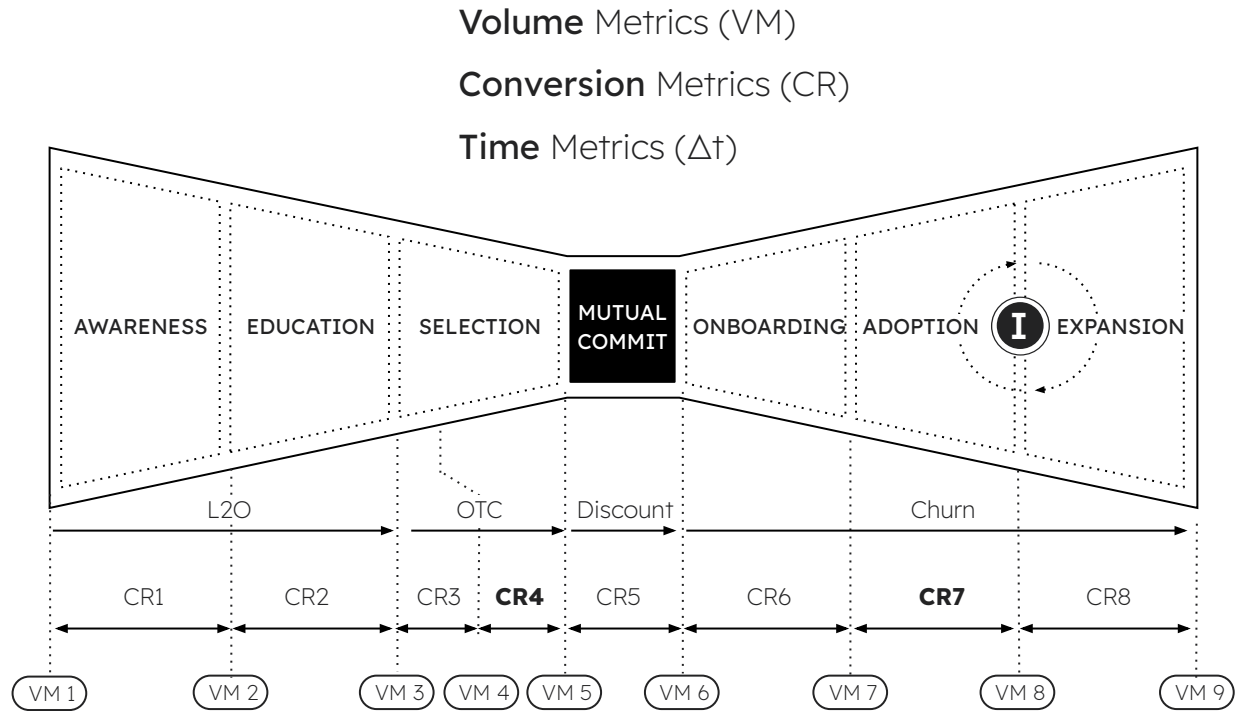 Volume Metrics (VM)
Conversion Metrics (CR)
Time Metrics (Δt)
AWARENESS
EDUCATION
SELECTION
MUTUAL
COMMIT
ONBOARDING
ADOPTION
I
EXPANSION
L2O
OTC
Discount
Churn
CR1
CR2
CR3
CR4
CR5
CR6
CR7
CR8
VM 1
VM 2
VM 3
VM 4
VM 5
VM 6
VM 7
VM 8
VM 9